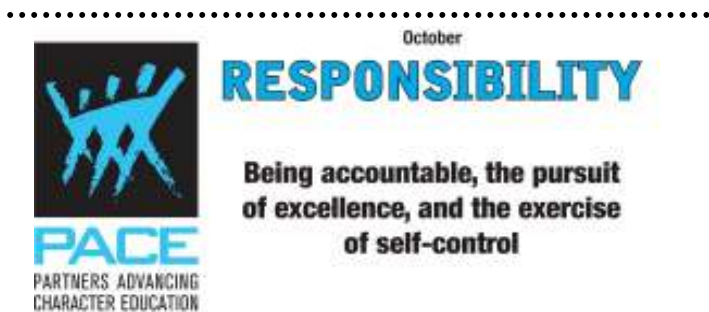 October
RESPONSIBILITY
Being accountable, the pursuit
of excellence, and the exercise
of self-control
PACE
PARTNERS ADVANCING
CHARACTER EDUCATION